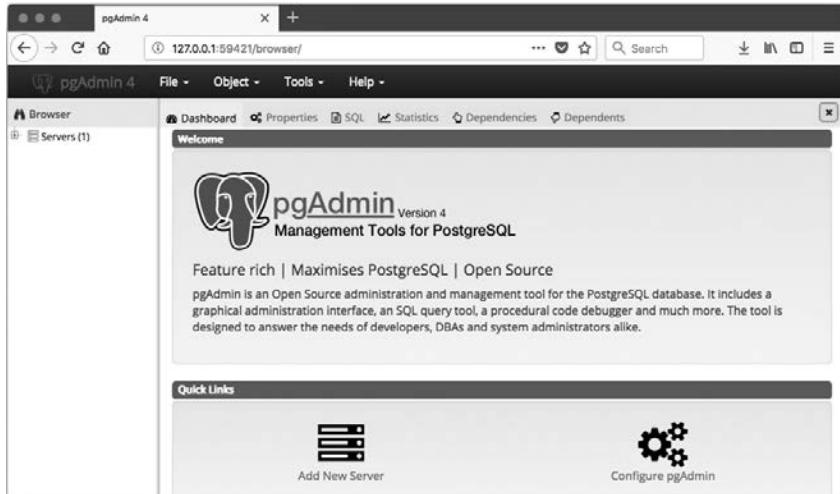 pgAdmin 4
127.0.0.1:59421/browser/
Search
pgAdmin 4 File Object Tools Help
Browser
Servers (1)
Dashboard Properties SQL Statistics Dependencies Dependents
Welcome
pgAdmin Version 4
Management Tools for PostgreSQL
Feature rich | Maximises PostgreSQL | Open Source
pgAdmin is an Open Source administration and management tool for the PostgreSQL database. It includes a
graphical administration interface, an SQL query tool, a procedural code debugger and much more. The tool is
designed to answer the needs of developers, DBAs and system administrators alike.
Quick Links
Add New Server
Configure pgAdmin